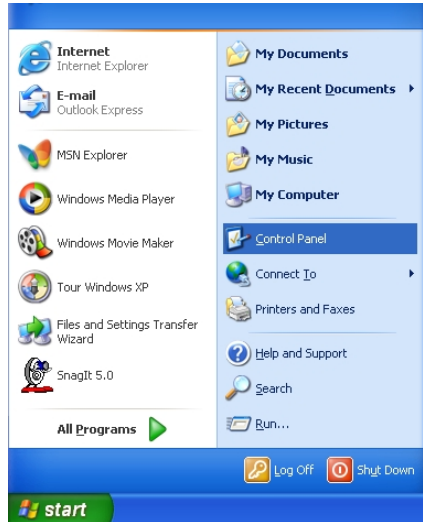 Internet
Internet Explorer
E-mail
Outlook Express
MSN Explorer
Windows Media Player
Windows Movie Maker
Tour Windows XP
Files and Settings Transfer
Wizard
SnagIt 5.0
All Programs
My Documents
My Recent Documents
My Pictures
My Music
My Computer
Control Panel
Connect To
Printers and Faxes
Help and Support
Search
Run...
Log Off
Shut Down
start